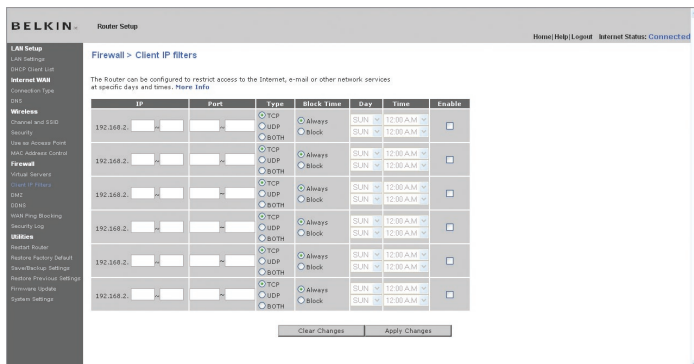 BELKIN
Router Setup
Home|Help|Logout Internet Status: Connected
LAN Setup
LAN Settings
DHCP Client List
Internet WAN
Connection Type
DNS
Wireless
Channel and SSID
Security
Use as Access Point
MAC Address Control
Firewall
Virtual Servers
Client IP Filters
DMZ
DDNS
WAN Ping Blocking
Security Log
Utilities
Restart Router
Restore Factory Default
Save/Backup Settings
Restore Previous Settings
Firmware Update
System Settings
Firewall > Client IP filters
The Router can be configured to restrict access to the Internet, e-mail or other network services
at specific days and times. More Info
IP Port Type Block Time Day Time Enable
192.168.2. ~ ~ TCP UDP BOTH Always Block SUN 12:00 A.M SUN 12:00 A.M
192.168.2. ~ ~ TCP UDP BOTH Always Block SUN 12:00 A.M SUN 12:00 A.M
192.168.2. ~ ~ TCP UDP BOTH Always Block SUN 12:00 A.M SUN 12:00 A.M
192.168.2. ~ ~ TCP UDP BOTH Always Block SUN 12:00 A.M SUN 12:00 A.M
192.168.2. ~ ~ TCP UDP BOTH Always Block SUN 12:00 A.M SUN 12:00 A.M
192.168.2. ~ ~ TCP UDP BOTH Always Block SUN 12:00 A.M SUN 12:00 A.M
Clear Changes Apply Changes